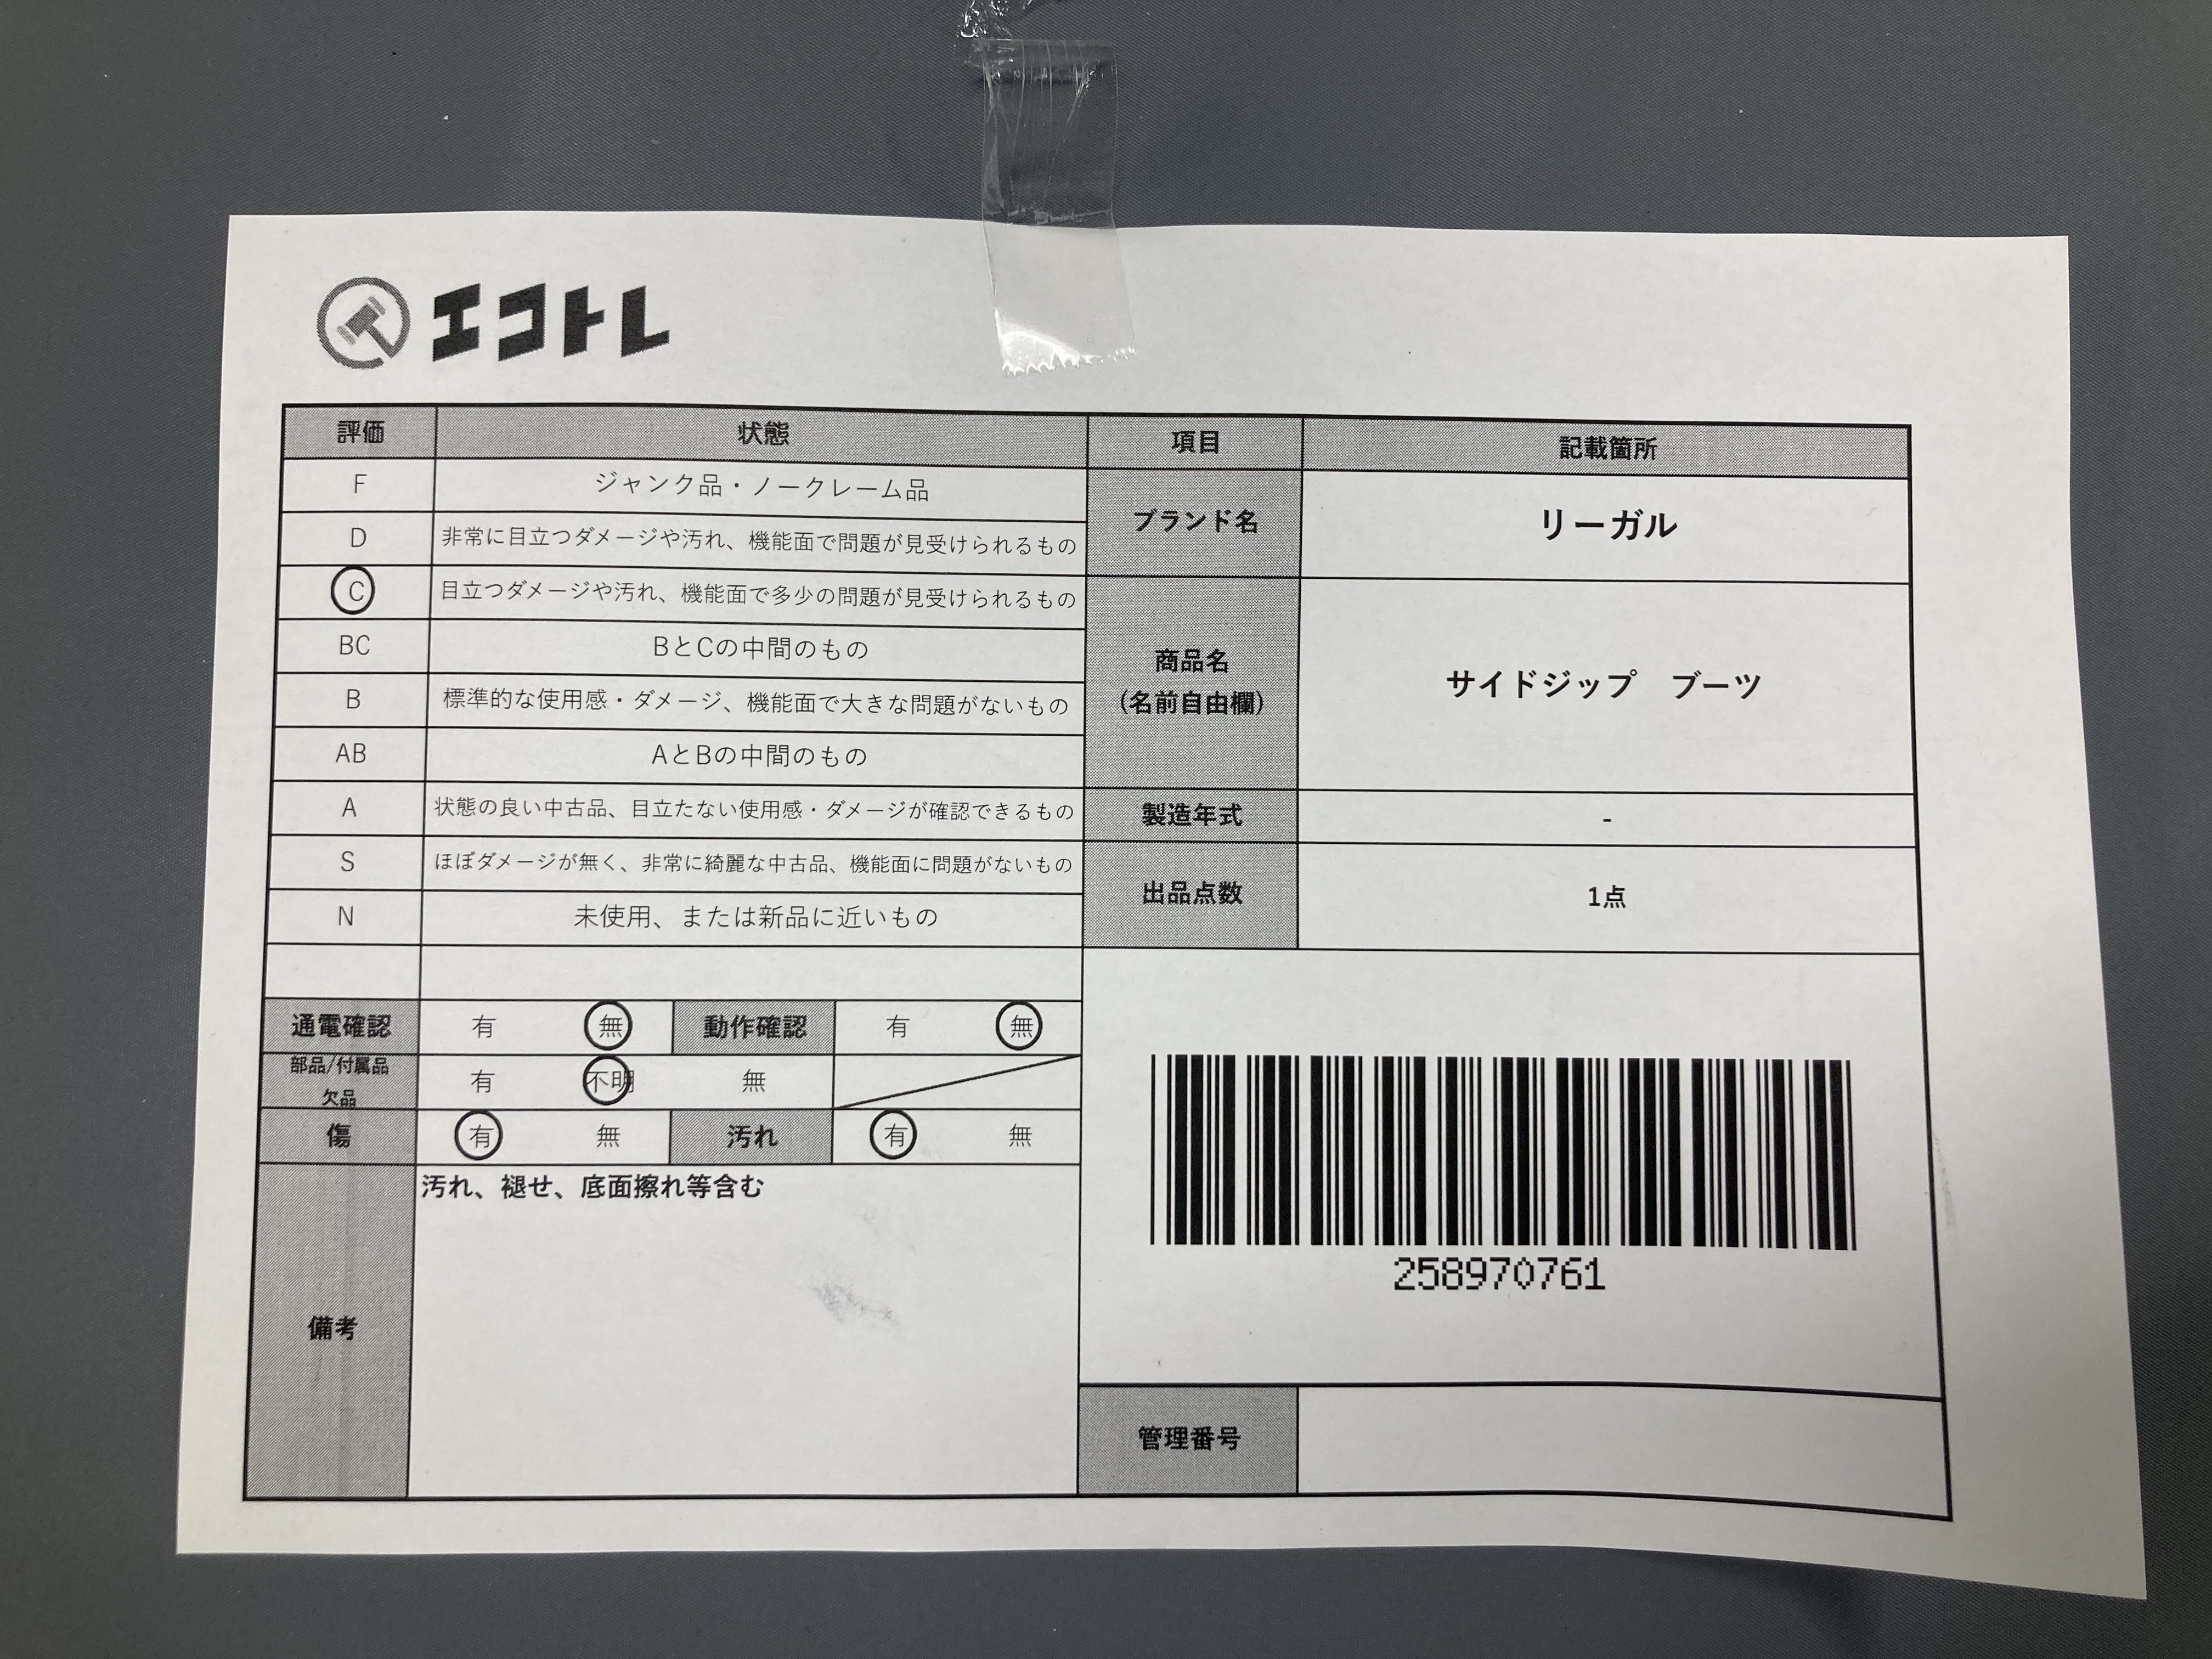 エコトレ
評価 状態 項目 記載箇所
F ジャンク品・ノークレーム品
D 非常に目立つダメージや汚れ、機能面で問題が見受けられるもの
ブランド名 リーガル
C 目立つダメージや汚れ、機能面で多少の問題が見受けられるもの
BC BとCの中間のもの
B 標準的な使用感・ダメージ、機能面で大きな問題がないもの
商品名
(名前自由欄)
サイドジップ ブーツ
AB AとBの中間のもの
A 状態の良い中古品、目立たない使用感・ダメージが確認できるもの
製造年式 -
S ほぼダメージが無く、非常に綺麗な中古品、機能面に問題がないもの
出品点数 1点
N 未使用、または新品に近いもの
通電確認 有 無 動作確認 有 無
部品/付属品
欠品
有 不明 無
傷 有 無 汚れ 有 無
備考
汚れ、褪せ、底面擦れ等含む
258970761
管理番号